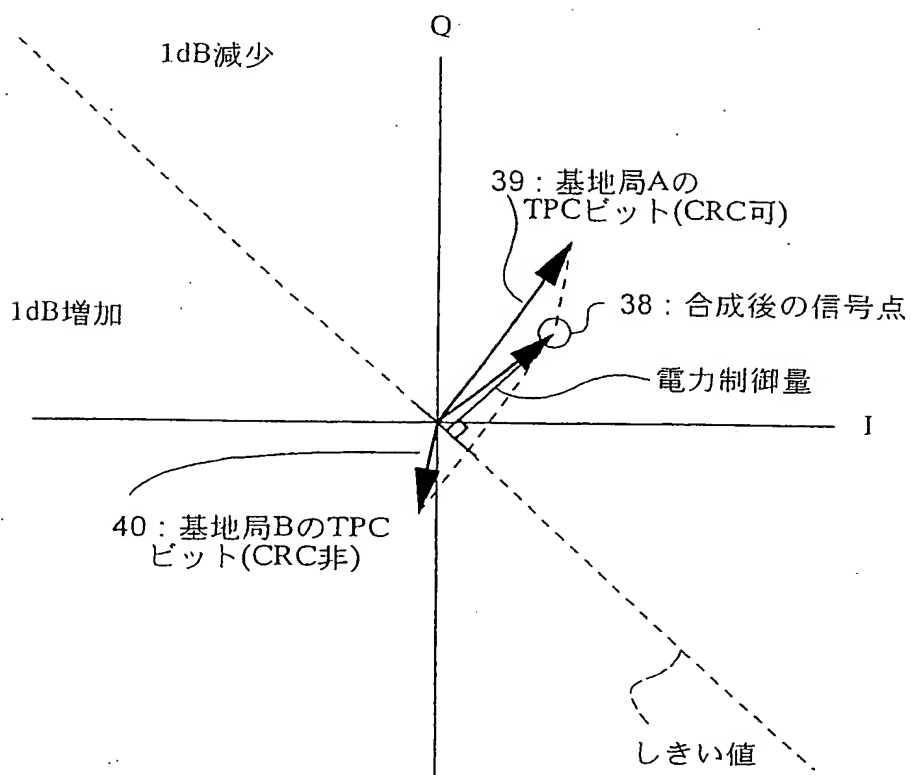 Q
1dB減少
39：基地局Aの
TPCビット(CRC可)
1dB増加
38：合成後の信号点
電力制御量
I
40：基地局BのTPC
ビット(CRC非)
しきい値